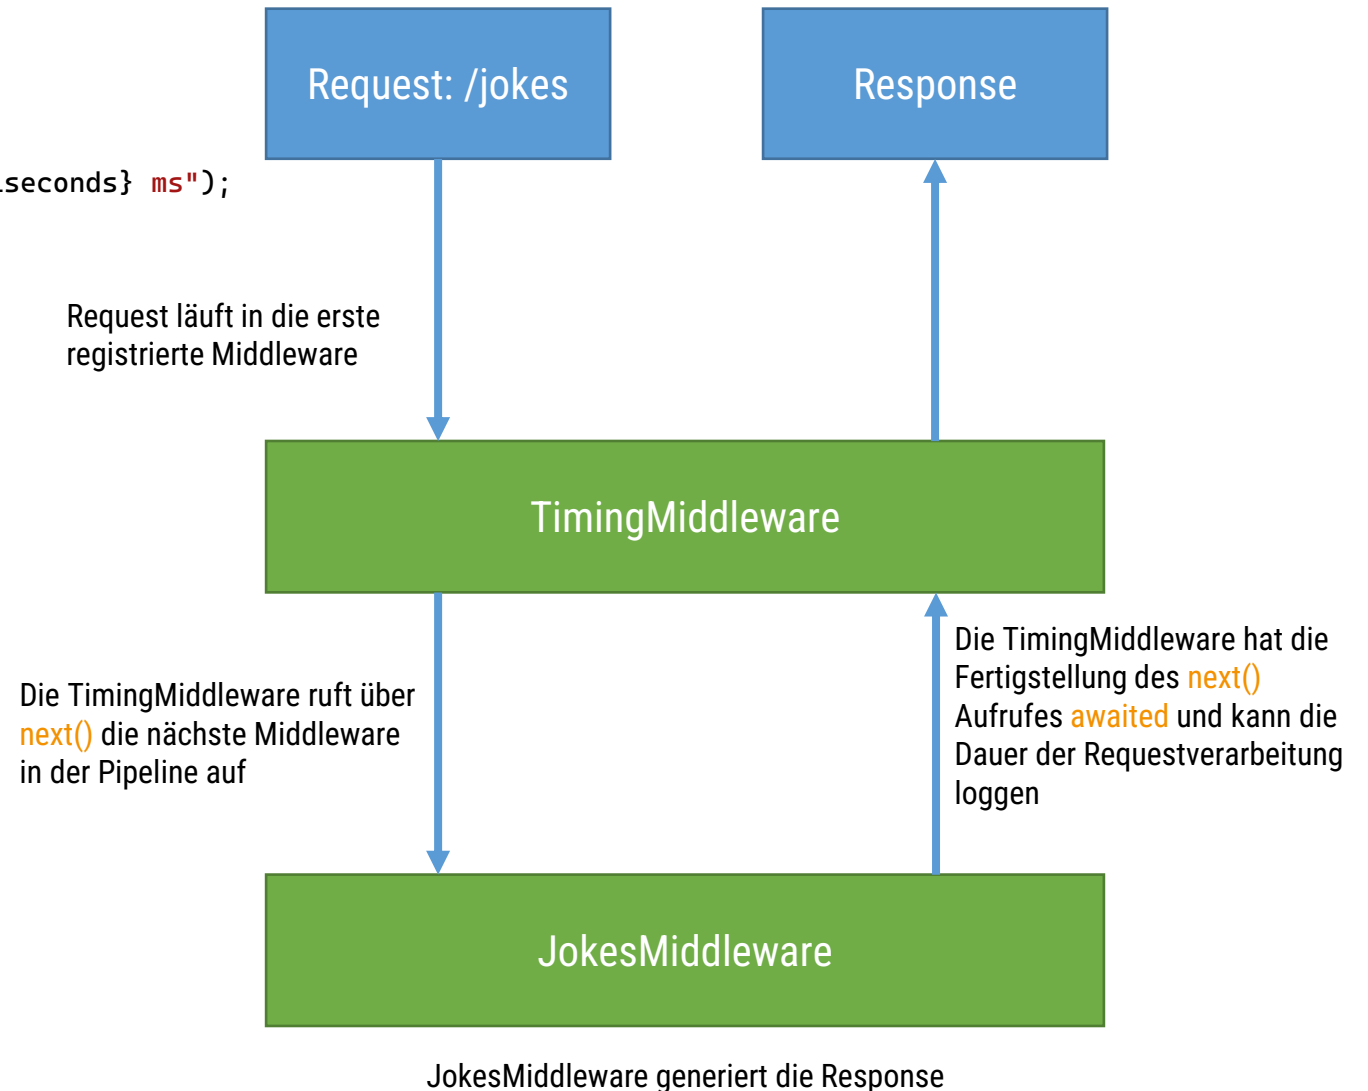 Request: /jokes
Response
seconds} ms");
Request läuft in die erste
registrierte Middleware
TimingMiddleware
Die TimingMiddleware ruft über
next() die nächste Middleware
in der Pipeline auf
Die TimingMiddleware hat die
Fertigstellung des next()
Aufrufes awaited und kann die
Dauer der Requestverarbeitung
loggen
JokesMiddleware
JokesMiddleware generiert die Response